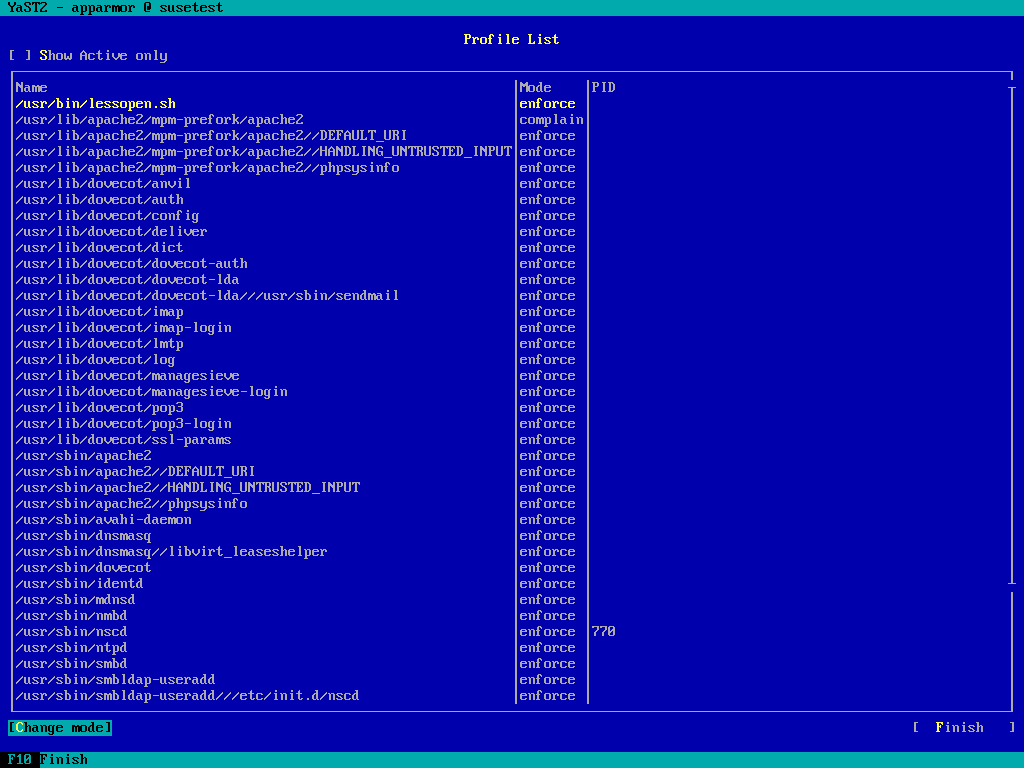 YaST2 - apparmor @ susetest
Profile List
[ ] Show Active only
Name Mode PID
/usr/bin/lessopen.sh enforce
/usr/lib/apache2/mpm-prefork/apache2 complain
/usr/lib/apache2/mpm-prefork/apache2//DEFAULT_URI enforce
/usr/lib/apache2/mpm-prefork/apache2//HANDLING_UNTRUSTED_INPUT enforce
/usr/lib/apache2/mpm-prefork/apache2//phpsysinfo enforce
/usr/lib/dovecot/anvil enforce
/usr/lib/dovecot/auth enforce
/usr/lib/dovecot/config enforce
/usr/lib/dovecot/deliver enforce
/usr/lib/dovecot/dict enforce
/usr/lib/dovecot/dovecot-auth enforce
/usr/lib/dovecot/dovecot-lda enforce
/usr/lib/dovecot/dovecot-lda///usr/sbin/sendmail enforce
/usr/lib/dovecot/imap enforce
/usr/lib/dovecot/imap-login enforce
/usr/lib/dovecot/lmtp enforce
/usr/lib/dovecot/log enforce
/usr/lib/dovecot/managesieve enforce
/usr/lib/dovecot/managesieve-login enforce
/usr/lib/dovecot/pop3 enforce
/usr/lib/dovecot/pop3-login enforce
/usr/lib/dovecot/ssl-params enforce
/usr/sbin/apache2 enforce
/usr/sbin/apache2//DEFAULT_URI enforce
/usr/sbin/apache2//HANDLING_UNTRUSTED_INPUT enforce
/usr/sbin/apache2//phpsysinfo enforce
/usr/sbin/avahi-daemon enforce
/usr/sbin/dnsmasq enforce
/usr/sbin/dnsmasq//libvirt_leaseshelper enforce
/usr/sbin/dovecot enforce
/usr/sbin/identd enforce
/usr/sbin/mdnsd enforce
/usr/sbin/nmbd enforce
/usr/sbin/nscd enforce 770
/usr/sbin/ntpd enforce
/usr/sbin/smbd enforce
/usr/sbin/smbldap-useradd enforce
/usr/sbin/smbldap-useradd///etc/init.d/nscd enforce
[Change mode] [ Finish ]
F10 Finish